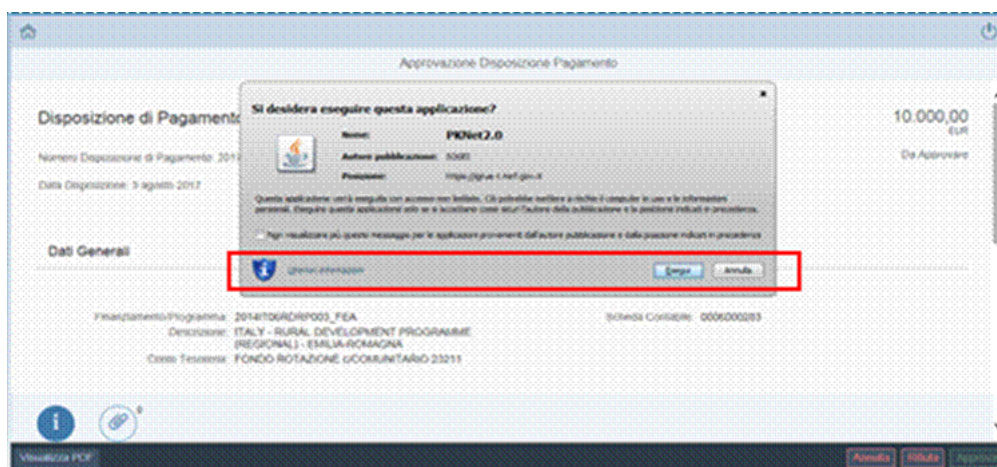 Approvazione Disposizione Pagamento
Disposizione di Pagamento
10.000,00
EUR
Numero Disposizione di Pagamento: 201
Da Approvare
Data Disposizione: 3 agosto 2017
Si desidera eseguire questa applicazione?
Nome: PKNet2.0
Autore pubblicazione: SOGEI
Posizione:
Questa applicazione verrà eseguita con accesso non limitato. Ciò potrebbe mettere a rischio il computer in uso e le informazioni
personali. Eseguire questa applicazione solo se si accettano come sicuri l'autore della pubblicazione e la posizione indicati in precedenza.
Non visualizzare più questo messaggio per le applicazioni provenienti dall'autore pubblicazione e dalla posizione indicati in precedenza
Ulteriori informazioni
Esegui
Annulla
Dati Generali
Finanziamento/Programma: 2014IT06RDRP003_FEA
Scheda Contabile: 0006000283
Descrizione: ITALY - RURAL DEVELOPMENT PROGRAMME
(REGIONAL) - EMILIA-ROMAGNA
Conto Tesoreria: FONDO ROTAZIONE c/COMUNITARIO 23211
i
0
Visualizza PDF
Annulla
Rifiuta
Approva